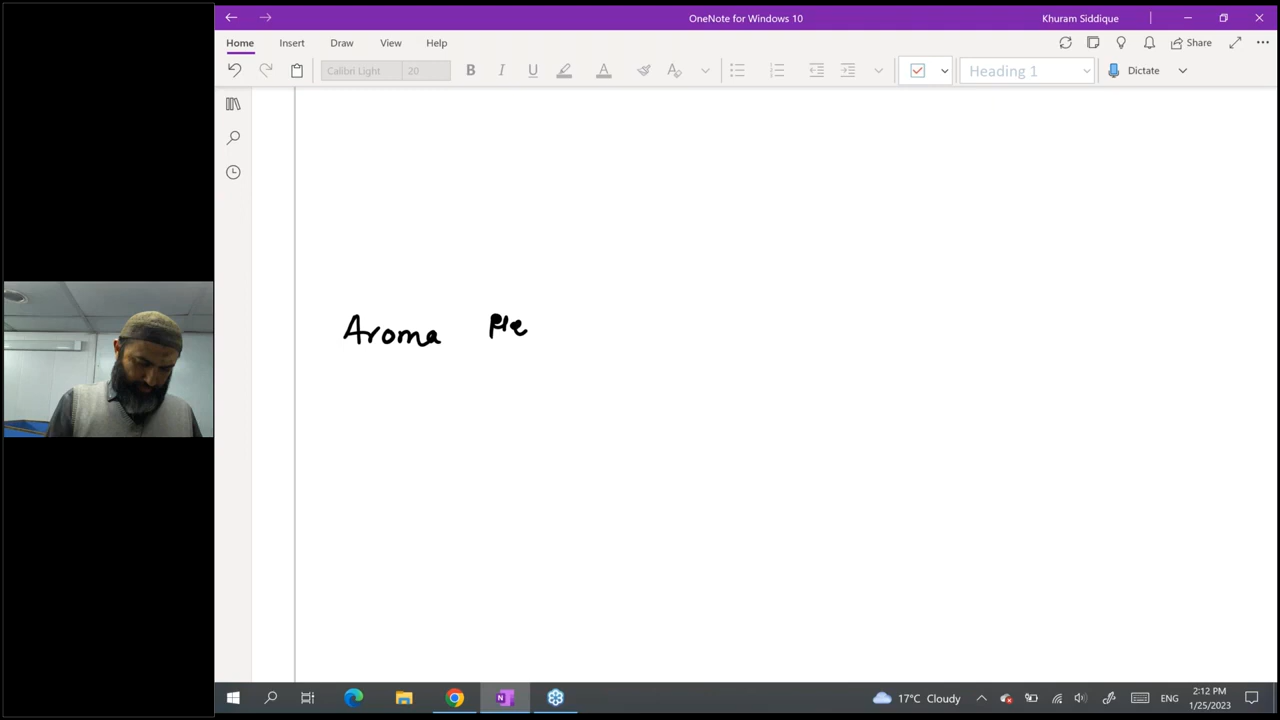 OneNote for Windows 10
Khuram Siddique
Home Insert Draw View Help
Share
Calibri Light 20
B I U A
Heading 1
Dictate
Aroma
17°C Cloudy
ENG
2:12 PM
1/25/2023